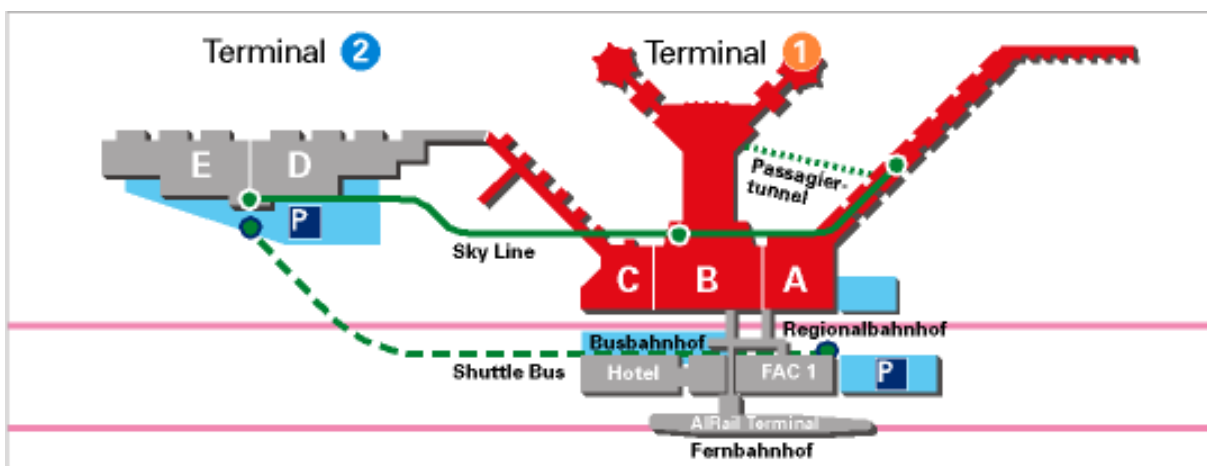 Terminal 2
Terminal 1
E
D
Passagier-
tunnel
P
Sky Line
C
B
A
Regionalbahnhof
Busbahnhof
Shuttle Bus
Hotel
FAC 1
P
AIRail Terminal
Fernbahnhof